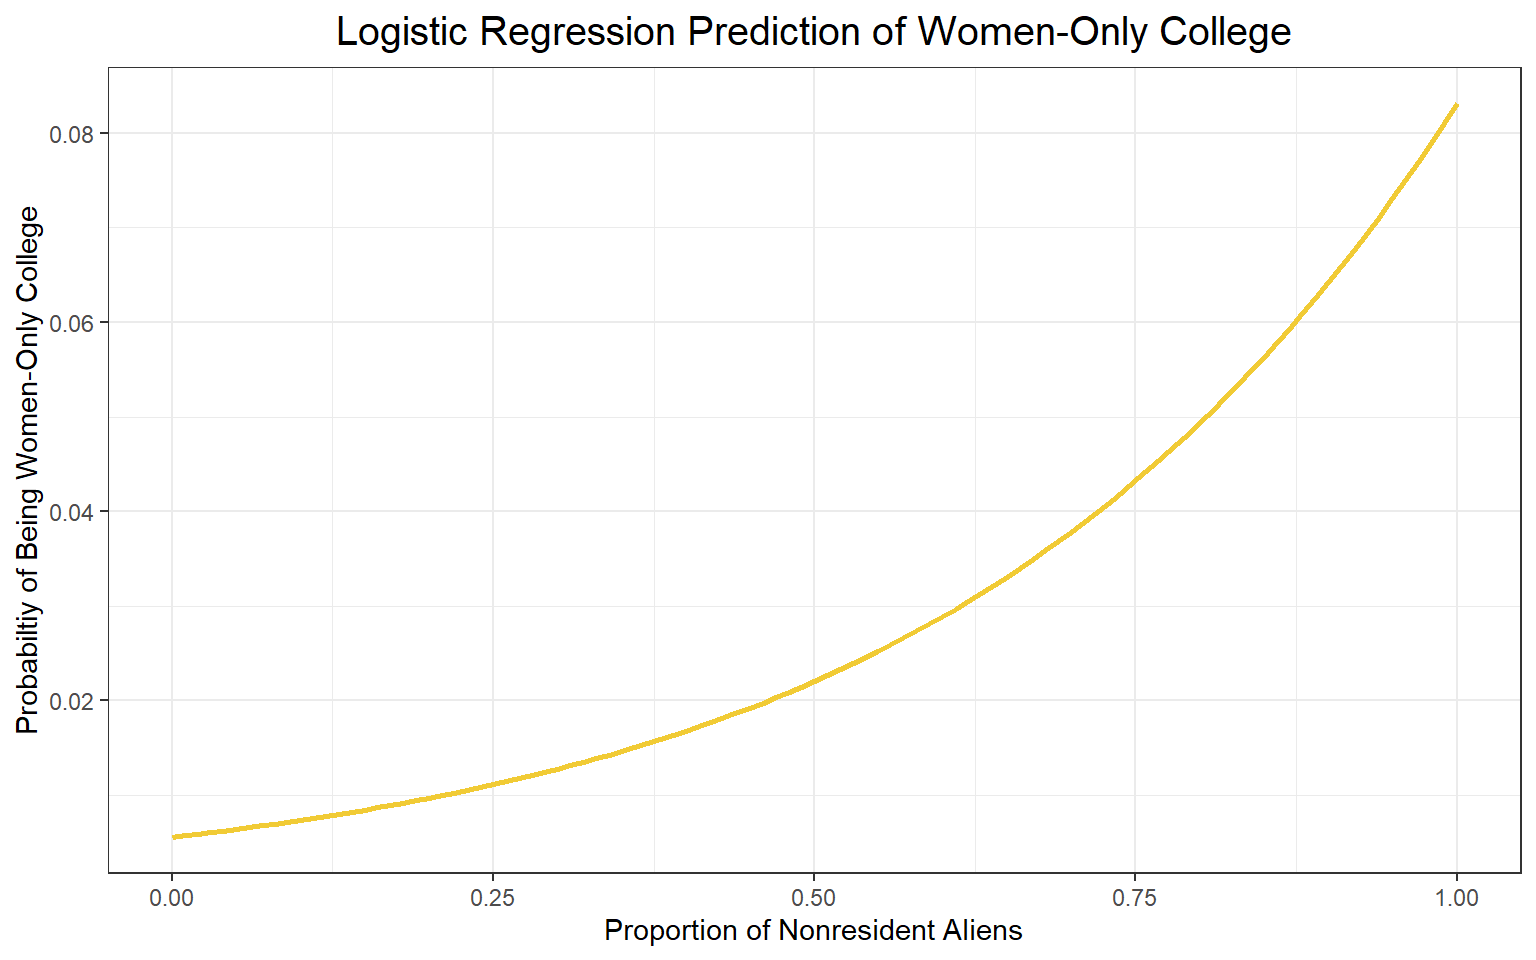 Logistic Regression Prediction of Women-Only College
Probabiltiy of Being Women-Only College
0.08
0.06
0.04
0.02
0.00 0.25 0.50 0.75 1.00
Proportion of Nonresident Aliens